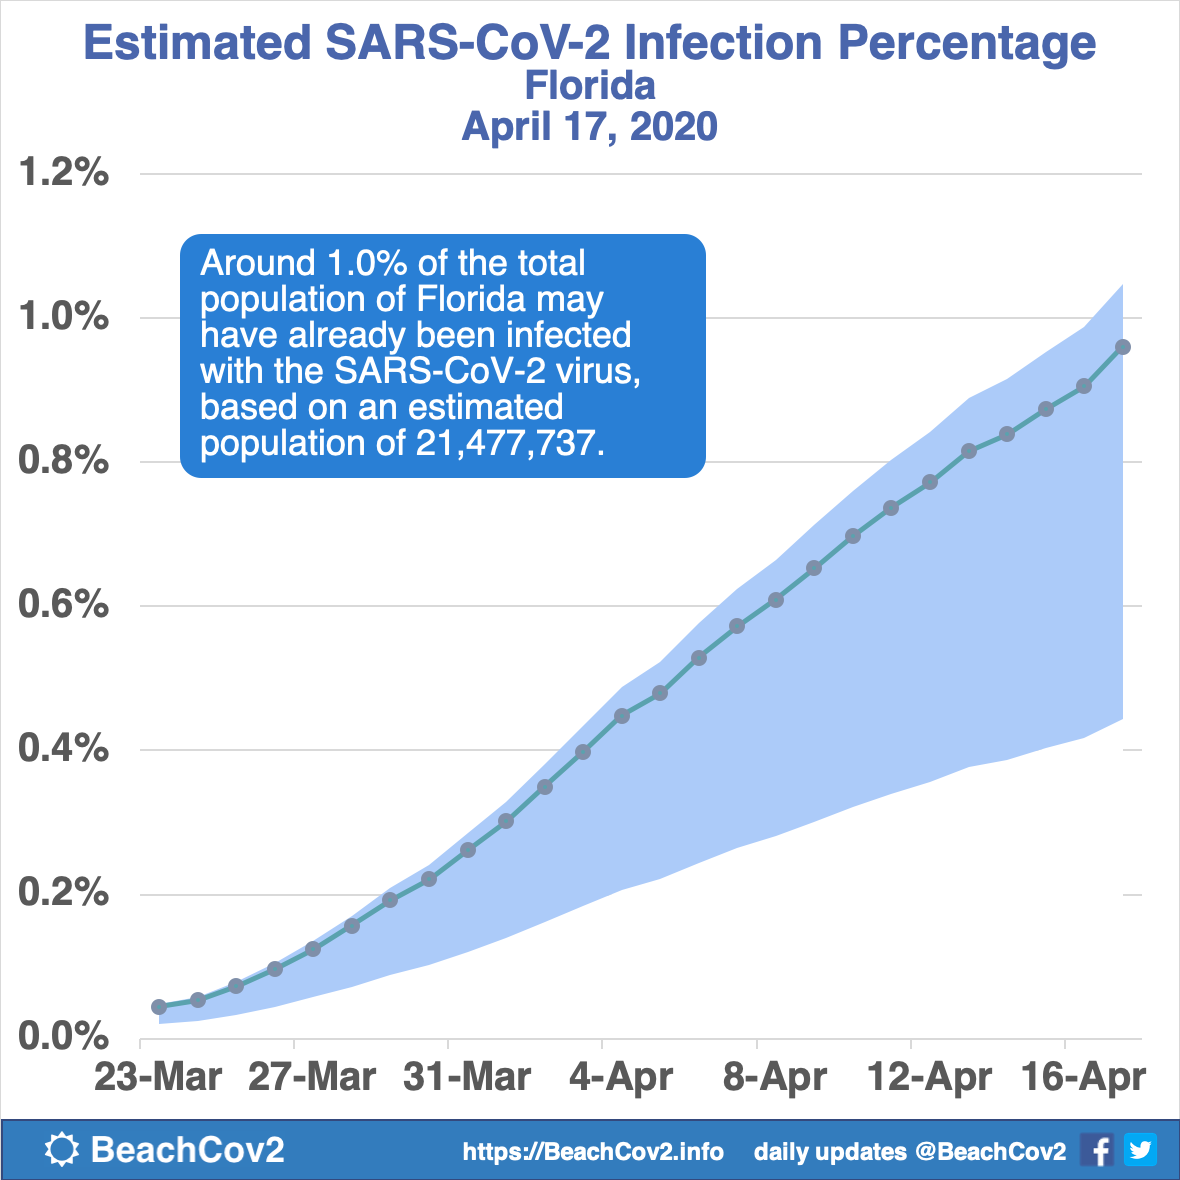 Estimated SARS-CoV-2 Infection Percentage
Florida
April 17, 2020
1.2%
Around 1.0% of the total
population of Florida may
have already been infected
with the SARS-CoV-2 virus,
based on an estimated
population of 21,477,737.
1.0%
0.8%
0.6%
0.4%
0.2%
0.0%
23-Mar 27-Mar 31-Mar 4-Apr 8-Apr 12-Apr 16-Apr
BeachCov2 https://BeachCov2.info daily updates @BeachCov2 f